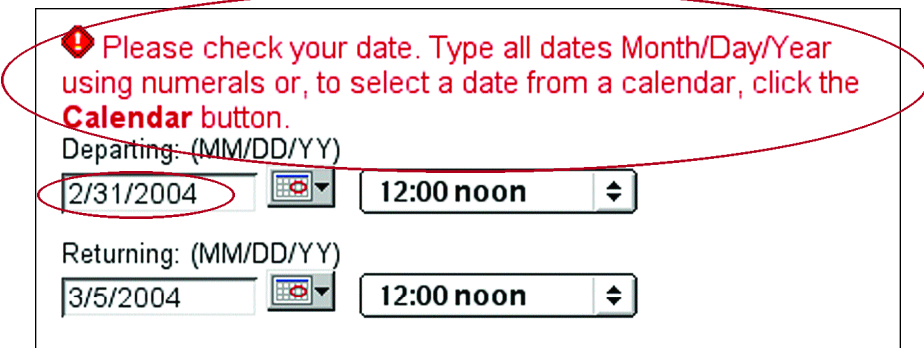 Please check your date. Type all dates Month/Day/Year
using numerals or, to select a date from a calendar, click the
Calendar button.
Departing: (MM/DD/YY)
2/31/2004 12:00 noon
Returning: (MM/DD/YY)
3/5/2004 12:00 noon